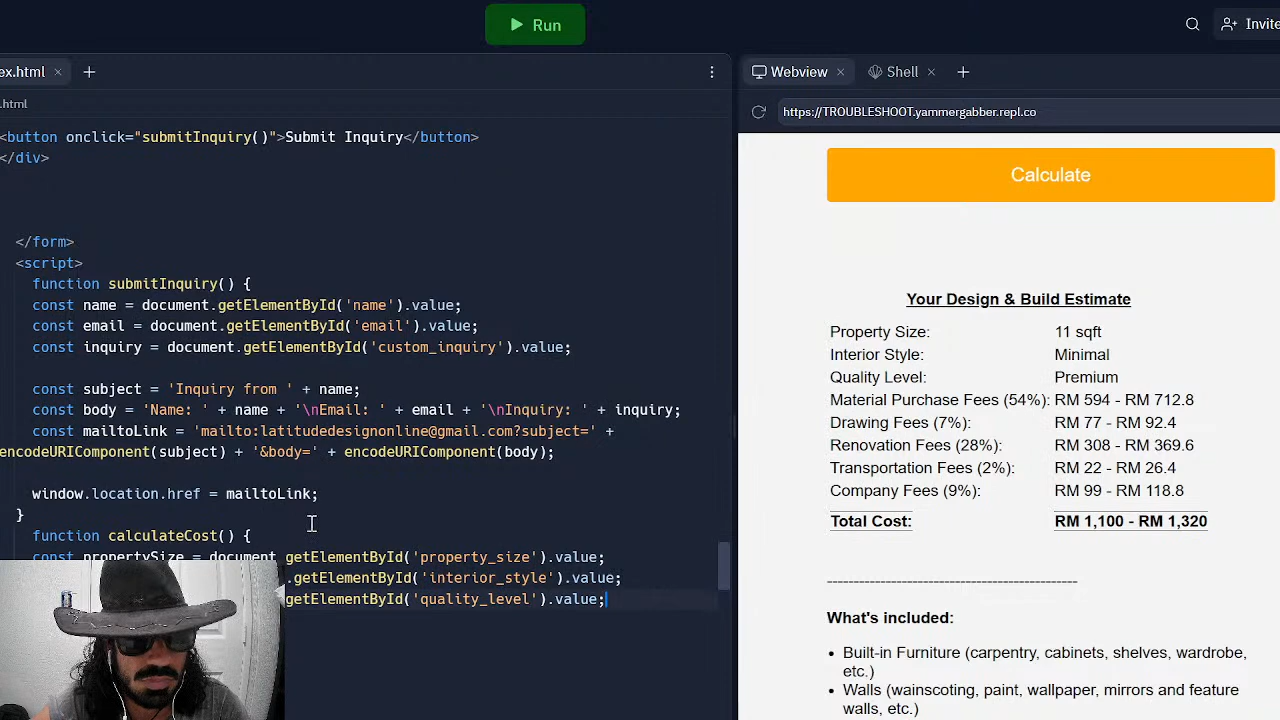 Run
Invite
ex.html
Webview
Shell
.html
https://TROUBLESHOOT.yammergabber.repl.co
<button onclick="submitInquiry()">Submit Inquiry</button>
</div>
</form>
<script>
function submitInquiry() {
const name = document.getElementById('name').value;
const email = document.getElementById('email').value;
const inquiry = document.getElementById('custom_inquiry').value;
const subject = 'Inquiry from ' + name;
const body = 'Name: ' + name + '\nEmail: ' + email + '\nInquiry: ' + inquiry;
const mailtoLink = 'mailto:latitudedesignonline@gmail.com?subject=' +
encodeURIComponent(subject) + '&body=' + encodeURIComponent(body);
window.location.href = mailtoLink;
}
function calculateCost() {
const propertySize = document.getElementById('property_size').value;
.getElementById('interior_style').value;
getElementById('quality_level').value;
Calculate
Your Design & Build Estimate
Property Size: 11 sqft
Interior Style: Minimal
Quality Level: Premium
Material Purchase Fees (54%): RM 594 - RM 712.8
Drawing Fees (7%): RM 77 - RM 92.4
Renovation Fees (28%): RM 308 - RM 369.6
Transportation Fees (2%): RM 22 - RM 26.4
Company Fees (9%): RM 99 - RM 118.8
Total Cost: RM 1,100 - RM 1,320
------------------------------------------------
What's included:
• Built-in Furniture (carpentry, cabinets, shelves, wardrobe,
etc.)
• Walls (wainscoting, paint, wallpaper, mirrors and feature
walls, etc.)